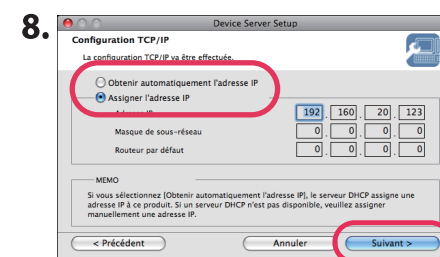 8.
Device Server Setup
Configuration TCP/IP
La configuration TCP/IP va être effectuée.
Obtenir automatiquement l'adresse IP
Assigner l'adresse IP
Adresse IP 192 . 160 . 20 . 123
Masque de sous-réseau 0 . 0 . 0 . 0
Routeur par défaut 0 . 0 . 0 . 0
MEMO
Si vous sélectionnez [Obtenir automatiquement l'adresse IP], le serveur DHCP assigne une
adresse IP à ce produit. Si un serveur DHCP n'est pas disponible, veuillez assigner
manuellement une adresse IP.
< Précédent Annuler Suivant >